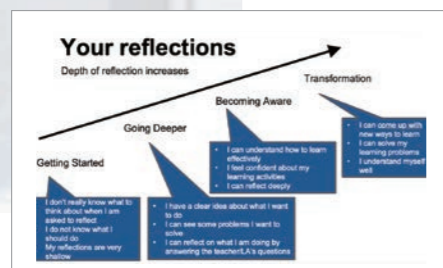 Your reflections
Depth of reflection increases
Transformation
• I can come up with
new ways to learn
• I can solve my
learning problems
• I understand myself
well
Becoming Aware
• I can understand how to learn
effectively
• I feel confident about my
learning activities
• I can reflect deeply
Going Deeper
• I have a clear idea about what I want
to do
• I can see some problems I want to
solve
• I can reflect on what I am doing by
answering the teacher/LA's questions
Getting Started
I don't really know what to
think about when I am
asked to reflect
I do not know what I
should do
My reflections are very
shallow